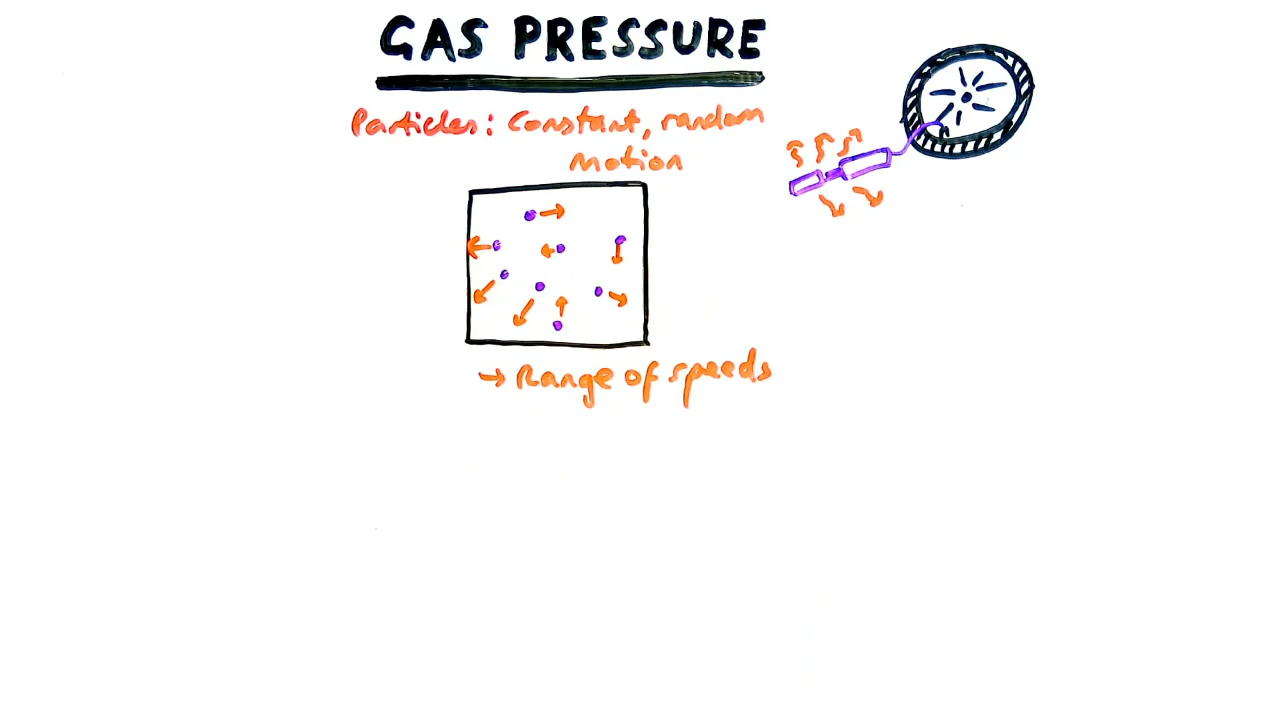 GAS PRESSURE
Particles: Constant, random
motion
→ Range of speeds